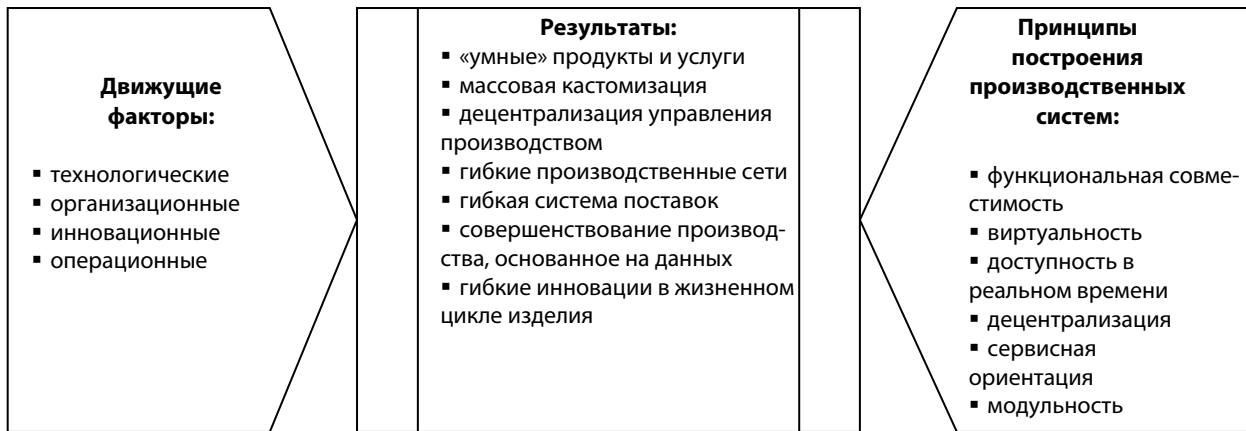 Движущие
факторы:
▪ технологические
▪ организационные
▪ инновационные
▪ операционные
Результаты:
▪ «умные» продукты и услуги
▪ массовая кастомизация
▪ децентрализация управления
производством
▪ гибкие производственные сети
▪ гибкая система поставок
▪ совершенствование производ-
ства, основанное на данных
▪ гибкие инновации в жизненном
цикле изделия
Принципы
построения
производственных
систем:
▪ функциональная совме-
стимость
▪ виртуальность
▪ доступность в
реальном времени
▪ децентрализация
▪ сервисная
ориентация
▪ модульность